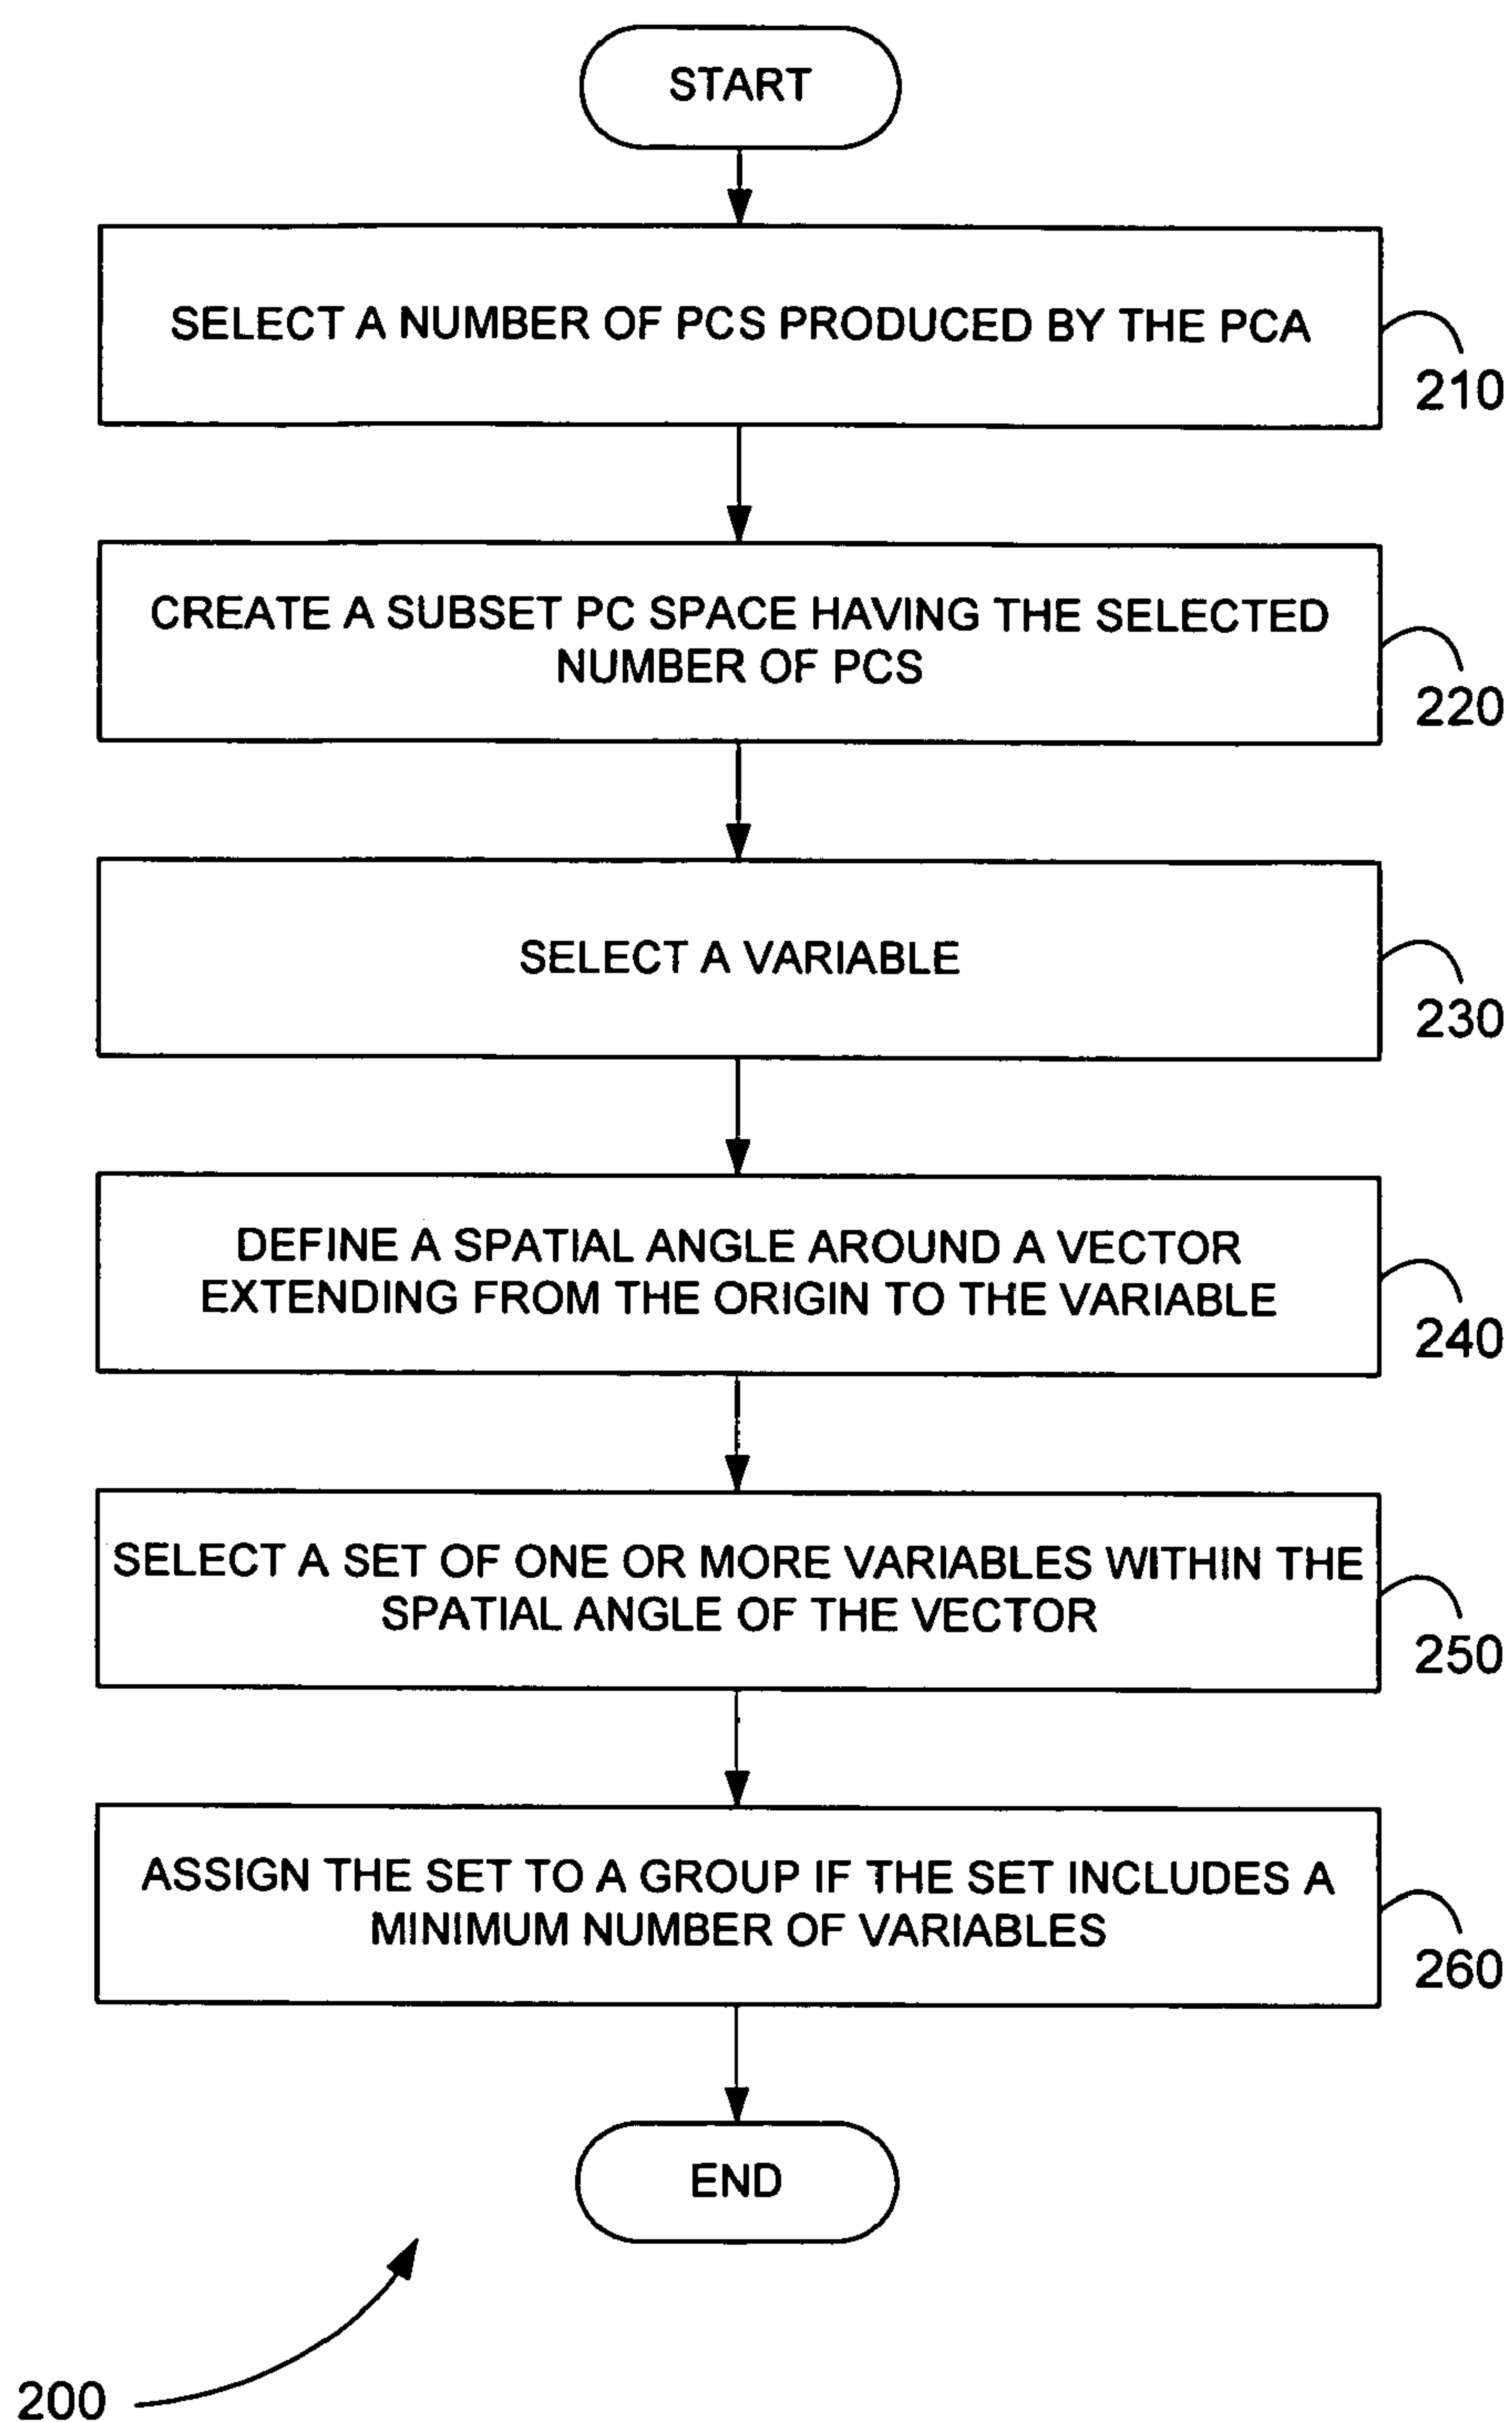 START
SELECT A NUMBER OF PCS PRODUCED BY THE PCA
210
CREATE A SUBSET PC SPACE HAVING THE SELECTED
NUMBER OF PCS
220
SELECT A VARIABLE
230
DEFINE A SPATIAL ANGLE AROUND A VECTOR
EXTENDING FROM THE ORIGIN TO THE VARIABLE
240
SELECT A SET OF ONE OR MORE VARIABLES WITHIN THE
SPATIAL ANGLE OF THE VECTOR
250
ASSIGN THE SET TO A GROUP IF THE SET INCLUDES A
MINIMUM NUMBER OF VARIABLES
260
END
200